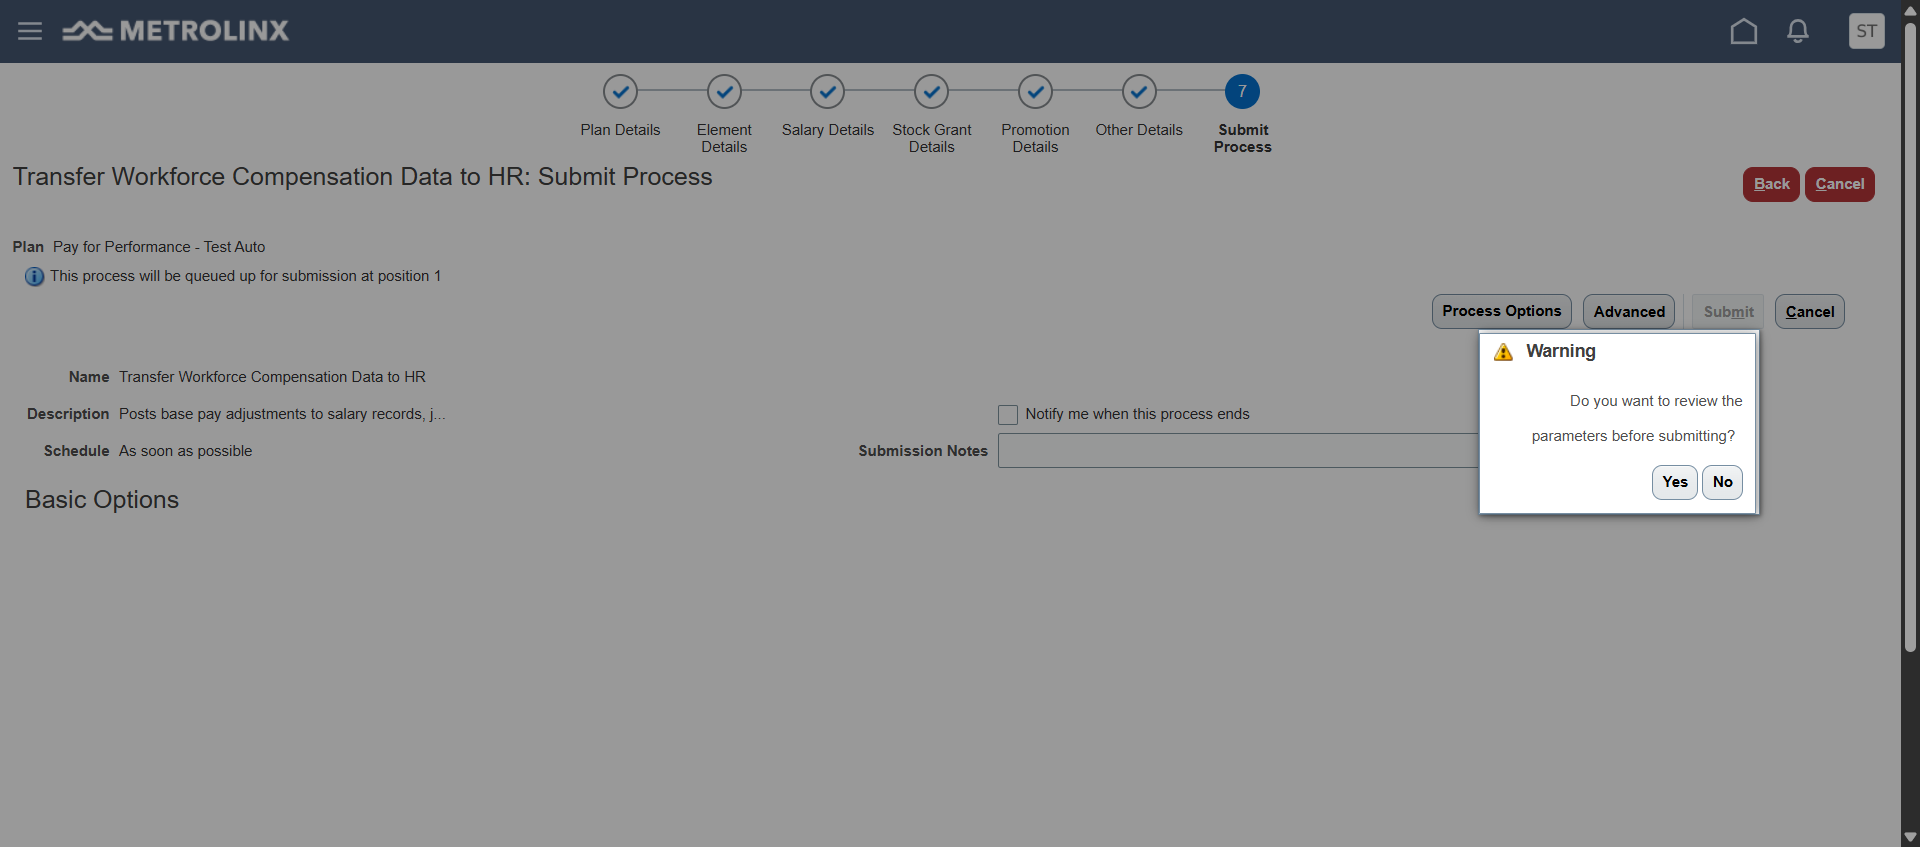 METROLINX
ST
7
Plan Details
Element Details
Salary Details
Stock Grant Details
Promotion Details
Other Details
Submit Process
Transfer Workforce Compensation Data to HR: Submit Process
Back
Cancel
Plan Pay for Performance - Test Auto
This process will be queued up for submission at position 1
Process Options
Advanced
Submit
Cancel
Warning
Do you want to review the
parameters before submitting?
Yes
No
Name Transfer Workforce Compensation Data to HR
Description Posts base pay adjustments to salary records, j...
Notify me when this process ends
Schedule As soon as possible
Submission Notes
Basic Options